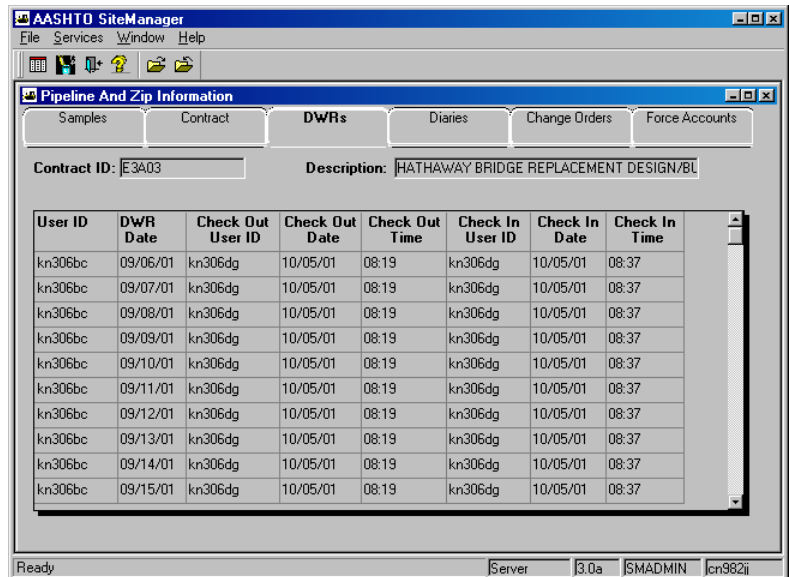 AASHTO SiteManager
File Services Window Help
Pipeline And Zip Information
Samples Contract DWRs Diaries Change Orders Force Accounts
Contract ID: E3A03 Description: HATHAWAY BRIDGE REPLACEMENT DESIGN/BU
User ID DWR Date Check Out User ID Check Out Date Check Out Time Check In User ID Check In Date Check In Time
kn306bc 09/06/01 kn306dg 10/05/01 08:19 kn306dg 10/05/01 08:37
kn306bc 09/07/01 kn306dg 10/05/01 08:19 kn306dg 10/05/01 08:37
kn306bc 09/08/01 kn306dg 10/05/01 08:19 kn306dg 10/05/01 08:37
kn306bc 09/09/01 kn306dg 10/05/01 08:19 kn306dg 10/05/01 08:37
kn306bc 09/10/01 kn306dg 10/05/01 08:19 kn306dg 10/05/01 08:37
kn306bc 09/11/01 kn306dg 10/05/01 08:19 kn306dg 10/05/01 08:37
kn306bc 09/12/01 kn306dg 10/05/01 08:19 kn306dg 10/05/01 08:37
kn306bc 09/13/01 kn306dg 10/05/01 08:19 kn306dg 10/05/01 08:37
kn306bc 09/14/01 kn306dg 10/05/01 08:19 kn306dg 10/05/01 08:37
kn306bc 09/15/01 kn306dg 10/05/01 08:19 kn306dg 10/05/01 08:37
Ready Server 3.0a SMADMIN cn982jj